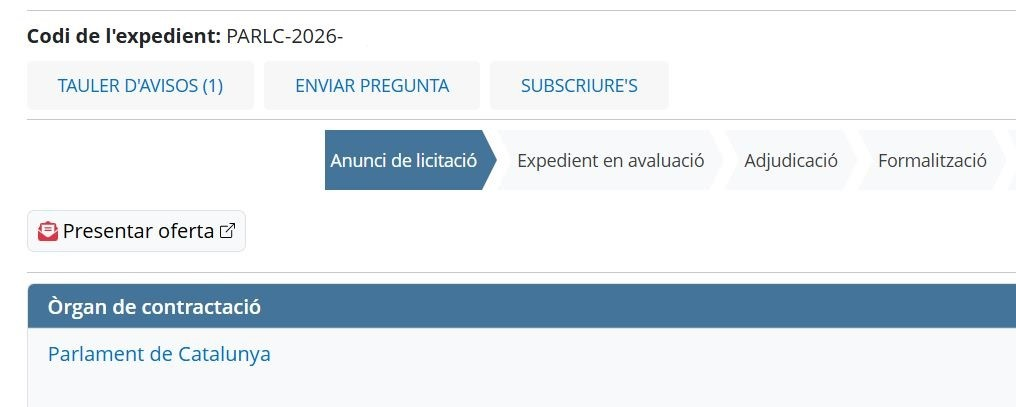 Codi de l'expedient: PARLC-2026-
TAULER D'AVISOS (1) ENVIAR PREGUNTA SUBSCRIURE'S
Anunci de licitació Expedient en avaluació Adjudicació Formalització
Presentar oferta
Òrgan de contractació
Parlament de Catalunya